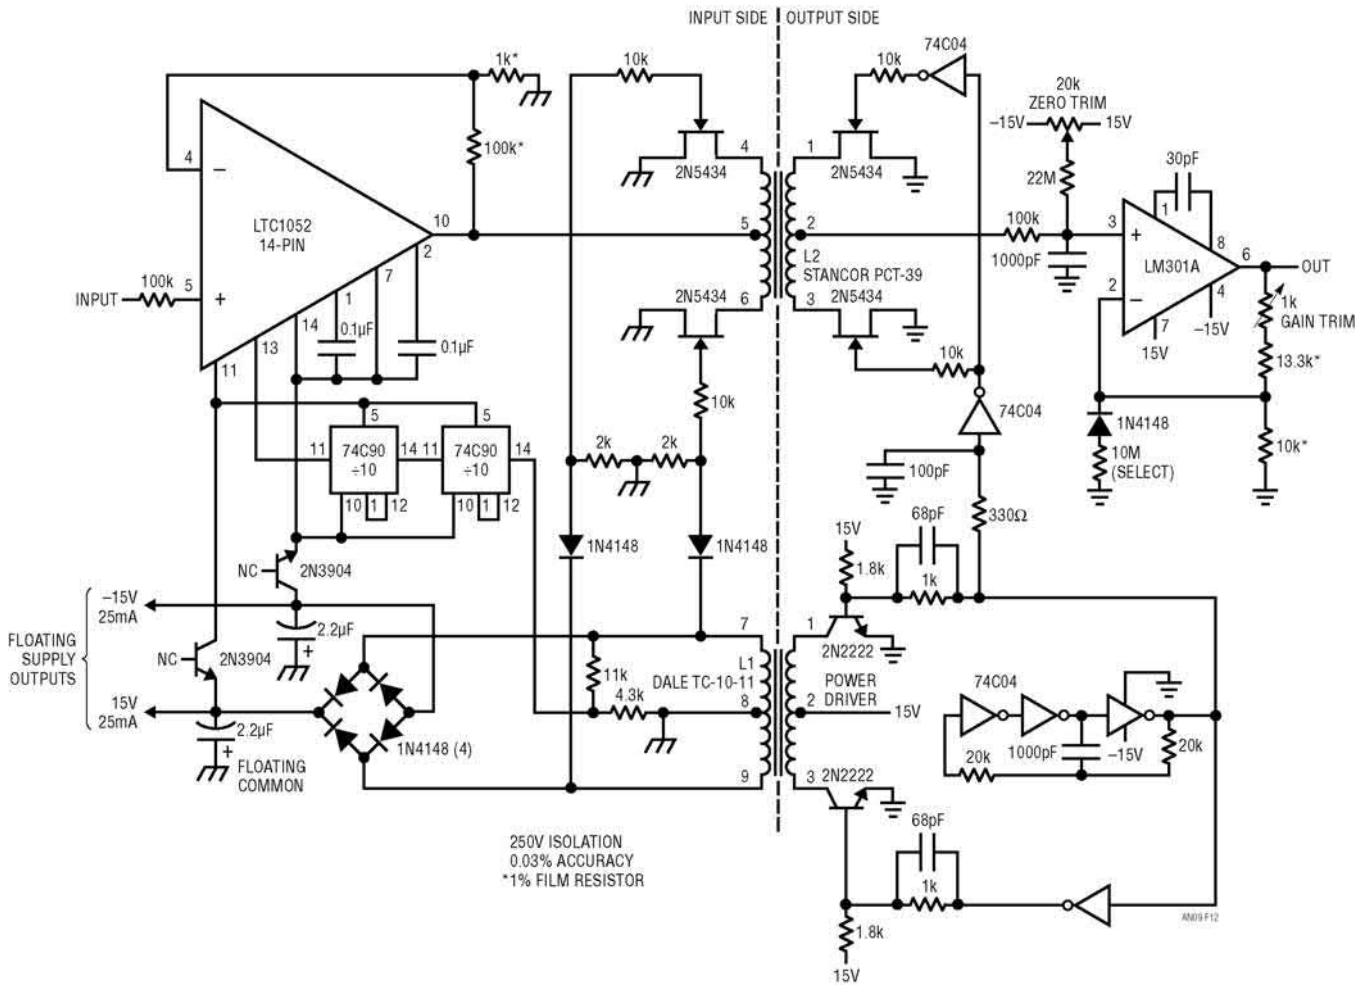 INPUT SIDE
OUTPUT SIDE
1k*
10k
10k
74C04
20k
ZERO TRIM
–15V
15V
4
100k*
4
1
2N5434
2N5434
22M
30pF
1
LTC1052
14-PIN
10
5
2
100k
3
8
6
OUT
2
7
L2
STANCOR PCT-39
1000pF
LM301A
INPUT
100k
5
1
14
0.1µF
0.1µF
2N5434
6
3
2N5434
2
4
–15V
7
15V
1k
GAIN TRIM
13
11
10k
10k
13.3k*
74C04
5
5
11
74C90
÷10
14
11
74C90
÷10
14
2k
2k
1N4148
10M
(SELECT)
10k*
100pF
10
1
12
10
1
12
330Ω
68pF
15V
NC
2N3904
1N4148
1N4148
1.8k
1k
–15V
25mA
FLOATING
SUPPLY
OUTPUTS
2.2µF
+
7
1
2N2222
NC
2N3904
11k
L1
DALE TC-10-11
POWER
DRIVER
74C04
4.3k
8
2
15V
15V
25mA
2.2µF
+
1N4148 (4)
1000pF
–15V
20k
20k
FLOATING
COMMON
9
3
2N2222
250V ISOLATION
0.03% ACCURACY
*1% FILM RESISTOR
68pF
1k
1.8k
15V
AN09 F12